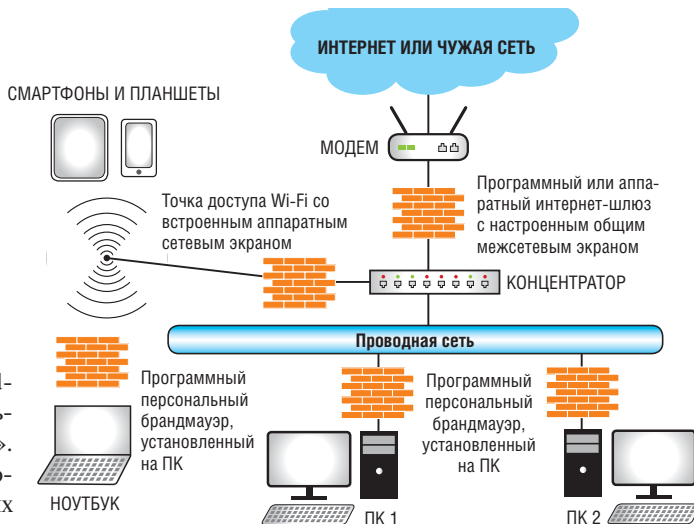 ИНТЕРНЕТ ИЛИ ЧУЖАЯ СЕТЬ
СМАРТФОНЫ И ПЛАНШЕТЫ
МОДЕМ
Точка доступа Wi-Fi со
встроенным аппаратным
сетевым экраном
Программный или аппа-
ратный интернет-шлюз
с настроенным общим
межсетевым экраном
КОНЦЕНТРАТОР
Проводная сеть
Программный
персональный
брандмауэр,
установленный
на ПК
Программный
персональный
брандмауэр,
установленный
на ПК
НОУТБУК
ПК 1
ПК 2
ь-
».
о-
х